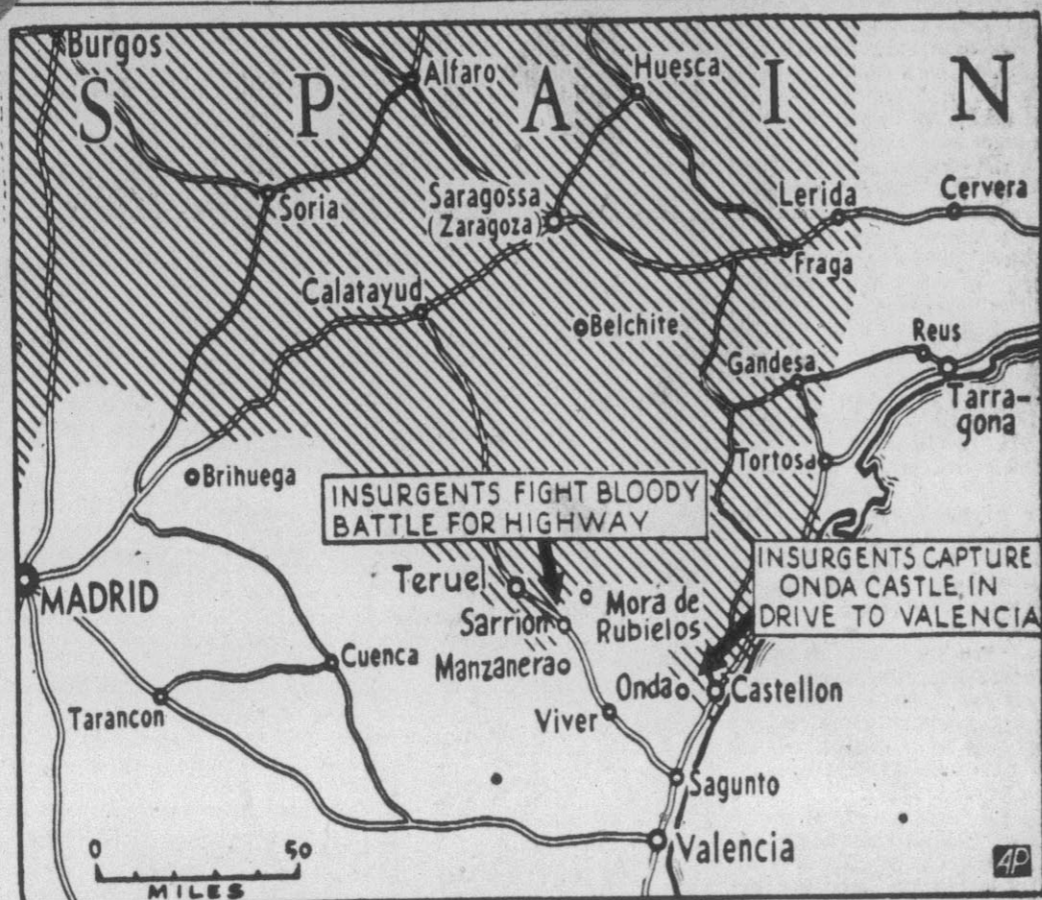 Burgos
S P A I N
Alfaro
Huesca
Soria
Saragossa
(Zaragoza)
Lerida
Cervera
Fraga
Calatayud
Belchite
Reus
Gandesa
Tarra-
gona
Tortosa
Brihuega
INSURGENTS FIGHT BLOODY
BATTLE FOR HIGHWAY
INSURGENTS CAPTURE
ONDA CASTLE, IN
DRIVE TO VALENCIA
MADRID
Teruel
Mora de
Rubielos
Sarrion
Manzanera
Cuenca
Onda
Castellon
Tarancon
Viver
Sagunto
Valencia
0 50
MILES
AP